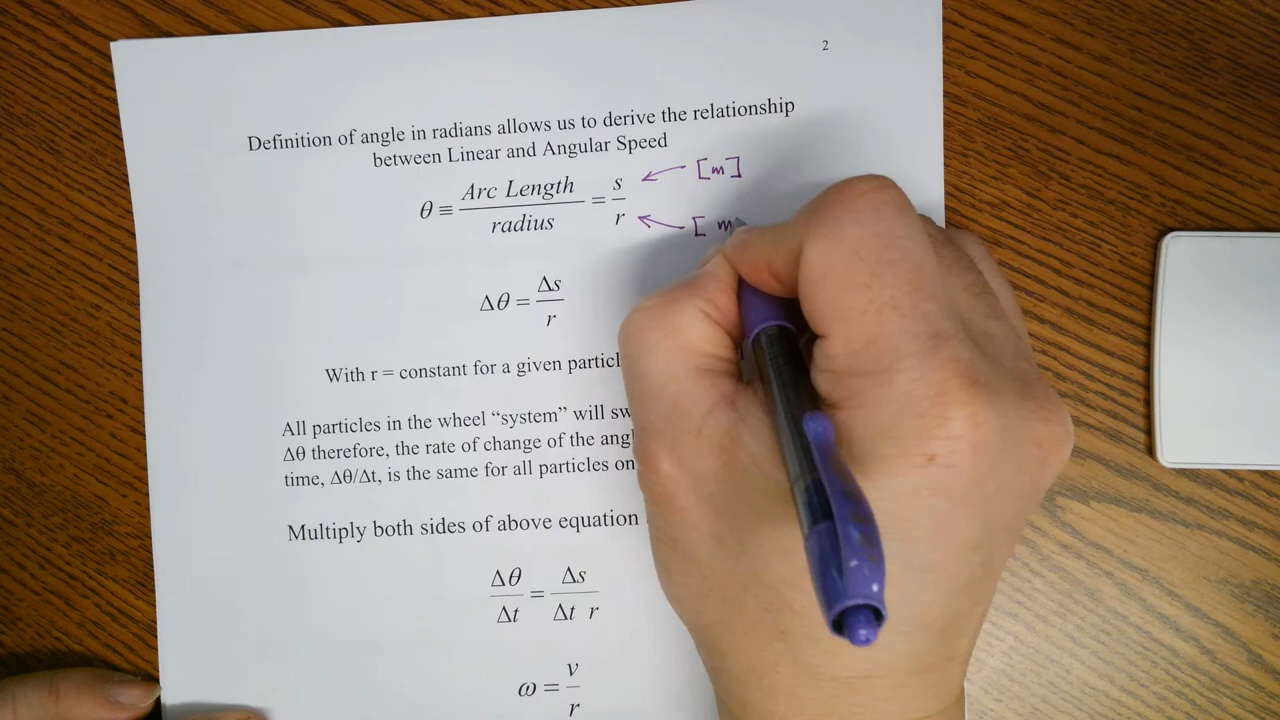 2
Definition of angle in radians allows us to derive the relationship
between Linear and Angular Speed
θ ≡ Arc Length / radius = s / r ← [m]
← [ m
Δθ = Δs / r
With r = constant for a given
All particles in the wheel “system” will
Δθ therefore, the rate of change of the
time, Δθ/Δt, is the same for all particles on
Multiply both sides of above equation
Δθ / Δt = Δs / Δt r
ω = v / r